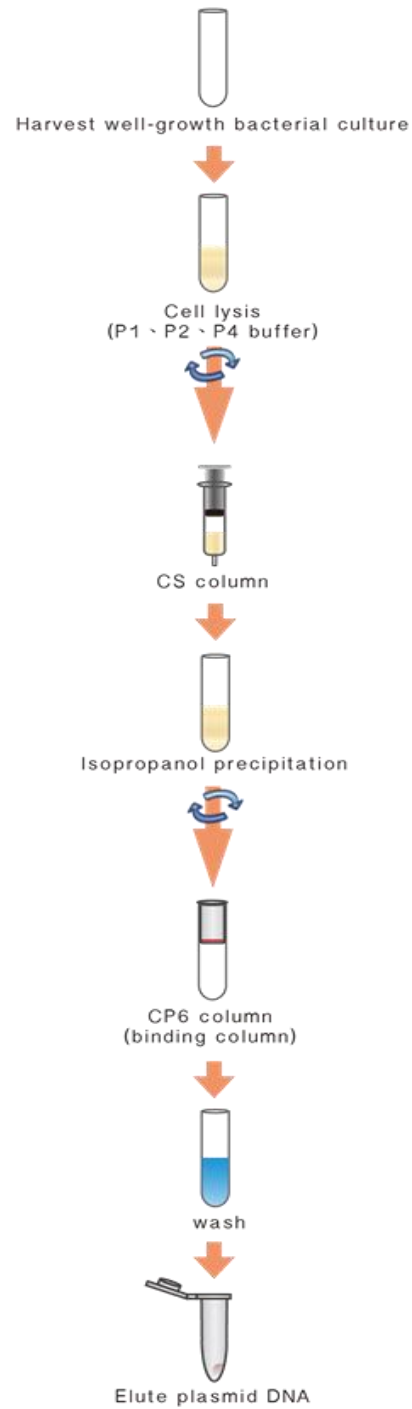 Harvest well-growth bacterial culture
Cell lysis
(P1、P2、P4 buffer)
CS column
Isopropanol precipitation
CP6 column
(binding column)
wash
Elute plasmid DNA